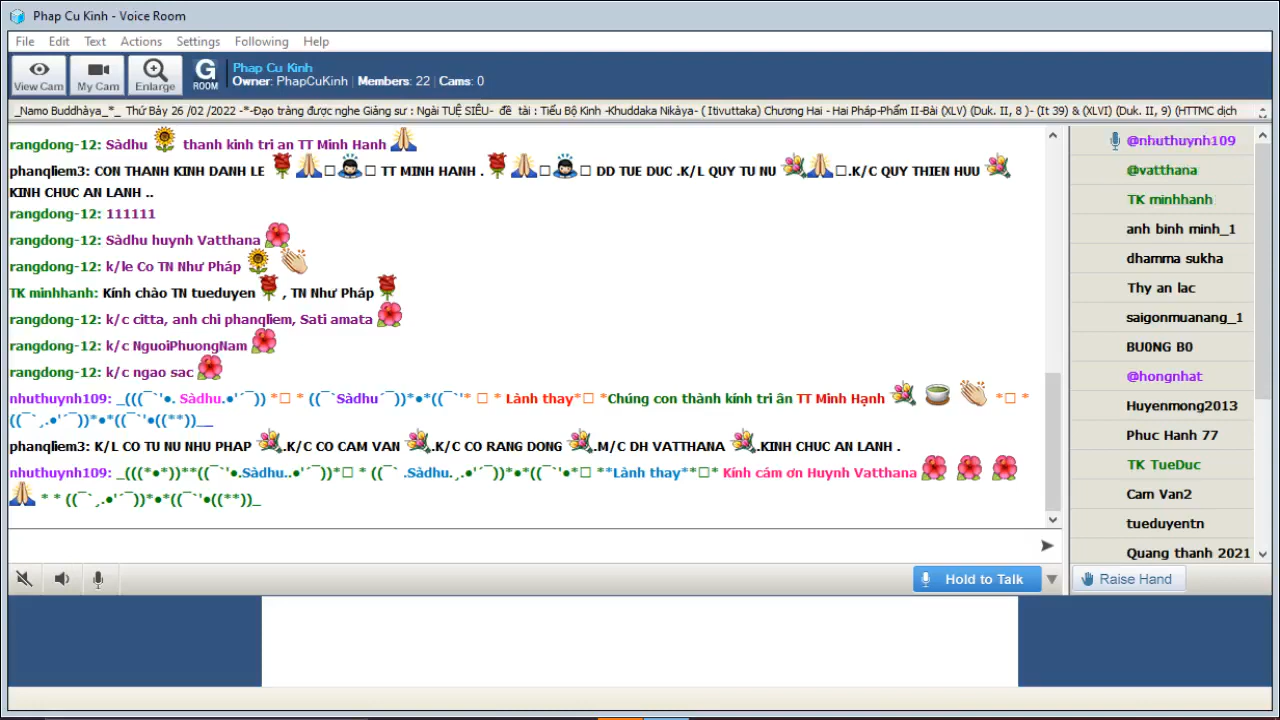 Phap Cu Kinh - Voice Room
File Edit Text Actions Settings Following Help
View Cam My Cam Enlarge G ROOM
Phap Cu Kinh
Owner: PhapCuKinh Members: 22 Cams: 0
_Namo Buddhàya_*_ Thứ Bảy 26 /02 /2022 -*-Đạo tràng được nghe Giảng sư : Ngài TUỆ SIÊU- đề tài : Tiểu Bộ Kinh -Khuddaka Nikàya- ( Itivuttaka) Chương Hai - Hai Pháp-Phẩm II-Bài (XLV) (Duk. II, 8 )- (It 39) & (XLVI) (Duk. II, 9) (HTTMC dịch
rangdong-12: Sàdhu thanh kinh tri an TT Minh Hanh
phanqliem3: CON THANH KINH DANH LE TT MINH HANH . DD TUE DUC .K/L QUY TU NU .K/C QUY THIEN HUU
KINH CHUC AN LANH ..
rangdong-12: 111111
rangdong-12: Sàdhu huynh Vatthana
rangdong-12: k/le Co TN Như Pháp
TK minhhanh: Kính chào TN tueduyen , TN Như Pháp
rangdong-12: k/c citta, anh chi phanqliem, Sati amata
rangdong-12: k/c NguoiPhuongNam
rangdong-12: k/c ngao sac
nhuthuynh109: _(((¯`'•. Sàdhu.•'´¯)) *□ * ((¯`Sàdhu´¯))*•*((¯`'* □ * Lành thay*□ *Chúng con thành kính tri ân TT Minh Hạnh *□ *
((¯`¸.•'´¯))*•*((¯`'•((**))__
phanqliem3: K/L CO TU NU NHU PHAP .K/C CO CAM VAN .K/C CO RANG DONG .M/C DH VATTHANA .KINH CHUC AN LANH .
nhuthuynh109: _(((*•*))**((¯`'•.Sàdhu..•'´¯))*□ * ((¯` .Sàdhu.¸.•'´¯))*•*((¯`'•*□ **Lành thay**□* Kính cám ơn Huynh Vatthana
* * ((¯`¸.•'´¯))*•*((¯`'•((**))_
@nhuthuynh109
@vatthana
TK minhhanh
anh binh minh_1
dhamma sukha
Thy an lac
saigonmuanang_1
BU0NG B0
@hongnhat
Huyenmong2013
Phuc Hanh 77
TK TueDuc
Cam Van2
tueduyentn
Quang thanh 2021
Hold to Talk
Raise Hand